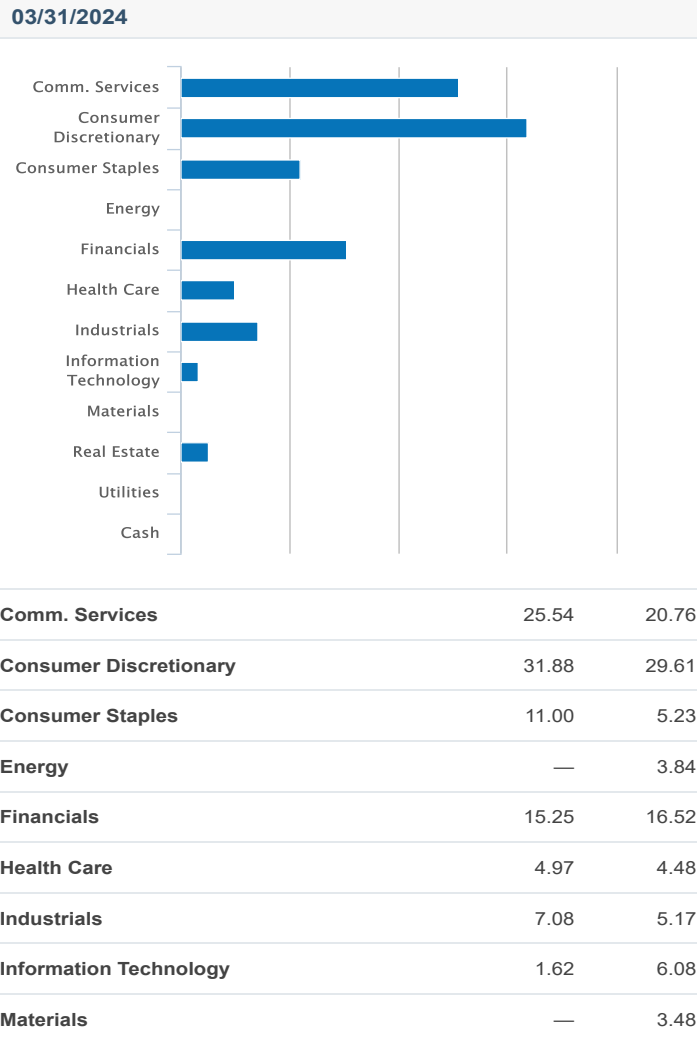 03/31/2024
Comm. Services
Consumer
Discretionary
Consumer Staples
Energy
Financials
Health Care
Industrials
Information
Technology
Materials
Real Estate
Utilities
Cash
Comm. Services 25.54 20.76
Consumer Discretionary 31.88 29.61
Consumer Staples 11.00 5.23
Energy — 3.84
Financials 15.25 16.52
Health Care 4.97 4.48
Industrials 7.08 5.17
Information Technology 1.62 6.08
Materials — 3.48